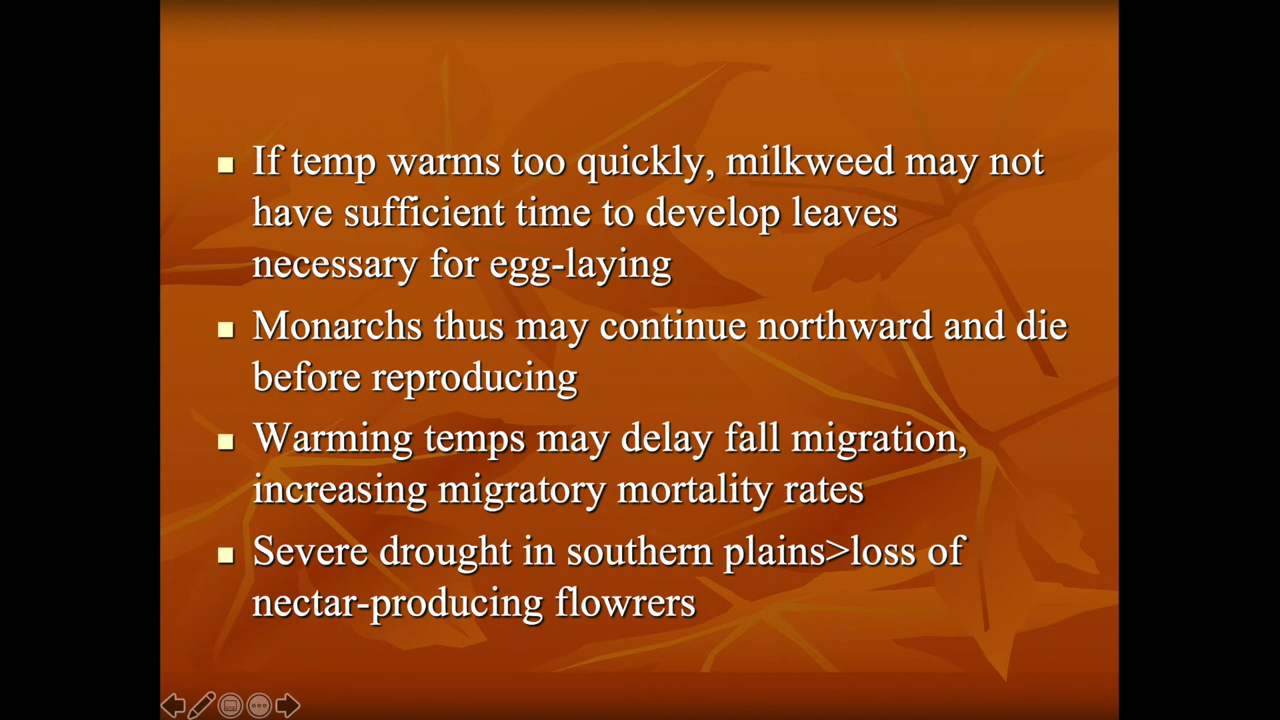 If temp warms too quickly, milkweed may not
have sufficient time to develop leaves
necessary for egg-laying
Monarchs thus may continue northward and die
before reproducing
Warming temps may delay fall migration,
increasing migratory mortality rates
Severe drought in southern plains>loss of
nectar-producing flowrers